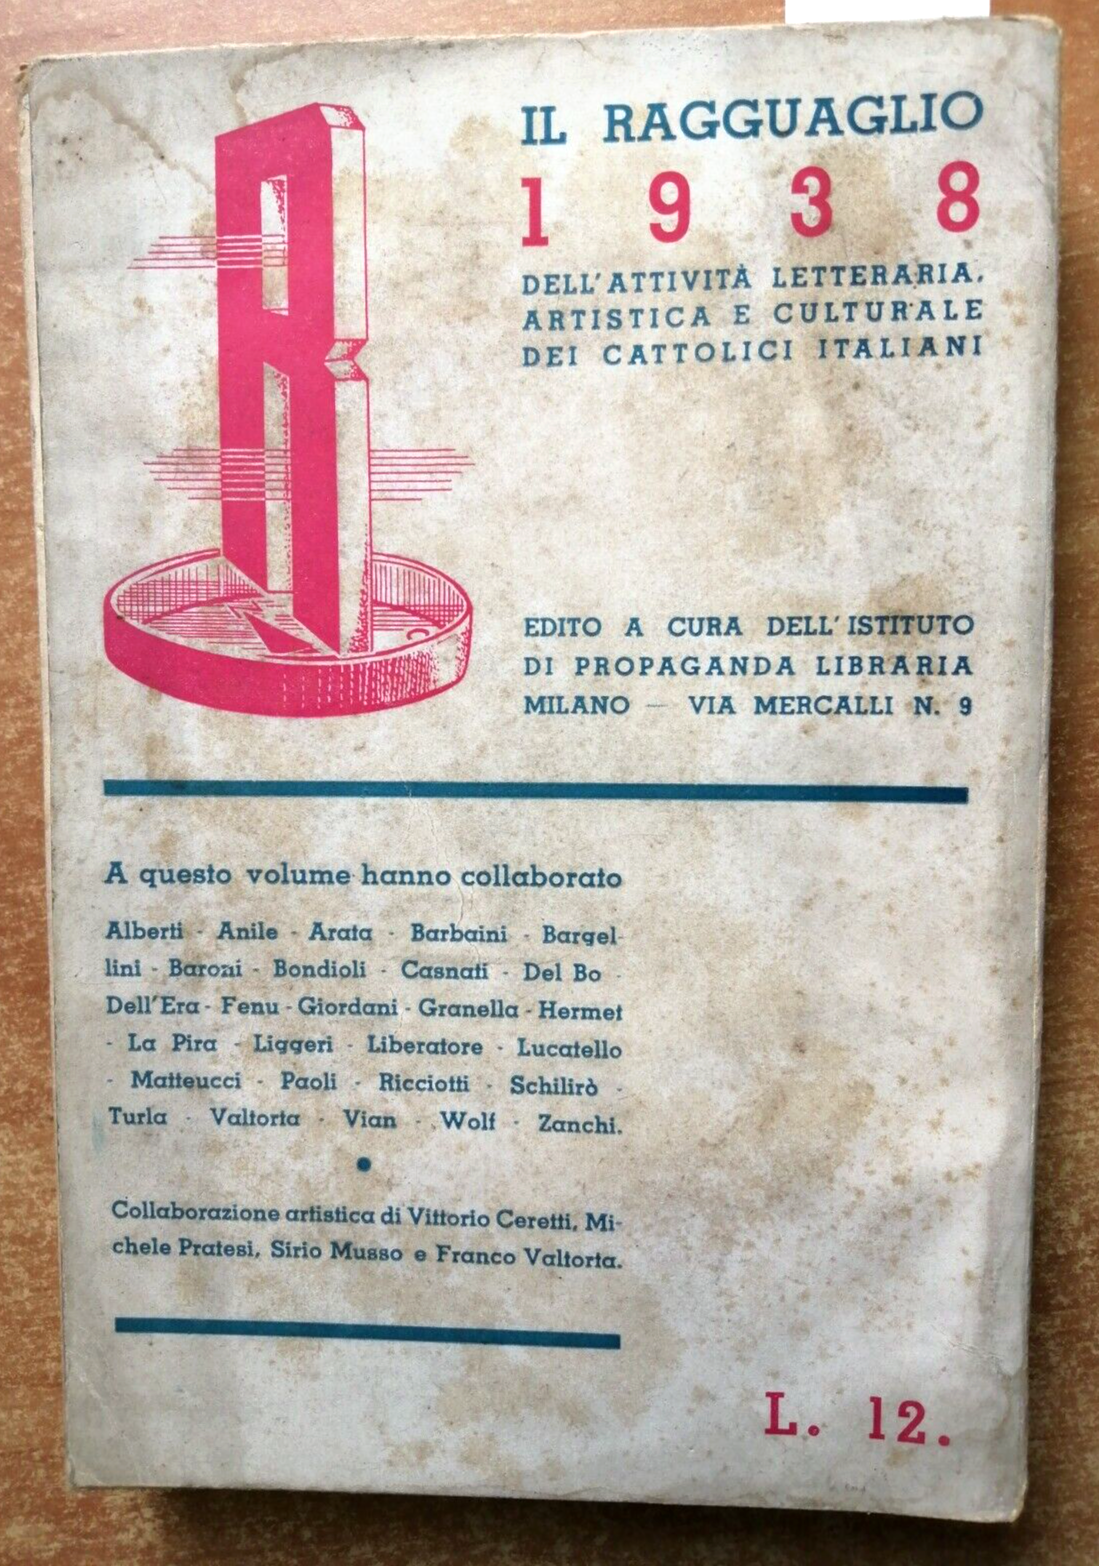 IL RAGGUAGLIO
1938
DELL'ATTIVITÀ LETTERARIA,
ARTISTICA E CULTURALE
DEI CATTOLICI ITALIANI
EDITO A CURA DELL'ISTITUTO
DI PROPAGANDA LIBRARIA
MILANO — VIA MERCALLI N. 9
A questo volume hanno collaborato
Alberti - Anile - Arata - Barbaini - Bargel-
lini - Baroni - Bondioli - Casnati - Del Bo -
Dell'Era - Fenu - Giordani - Granella - Hermet
- La Pira - Liggeri - Liberatore - Lucatello
- Matteucci - Paoli - Ricciotti - Schilirò -
Turla - Valtorta - Vian - Wolf - Zanchi.
Collaborazione artistica di Vittorio Ceretti, Mi-
chele Pratesi, Sirio Musso e Franco Valtorta.
L. 12.